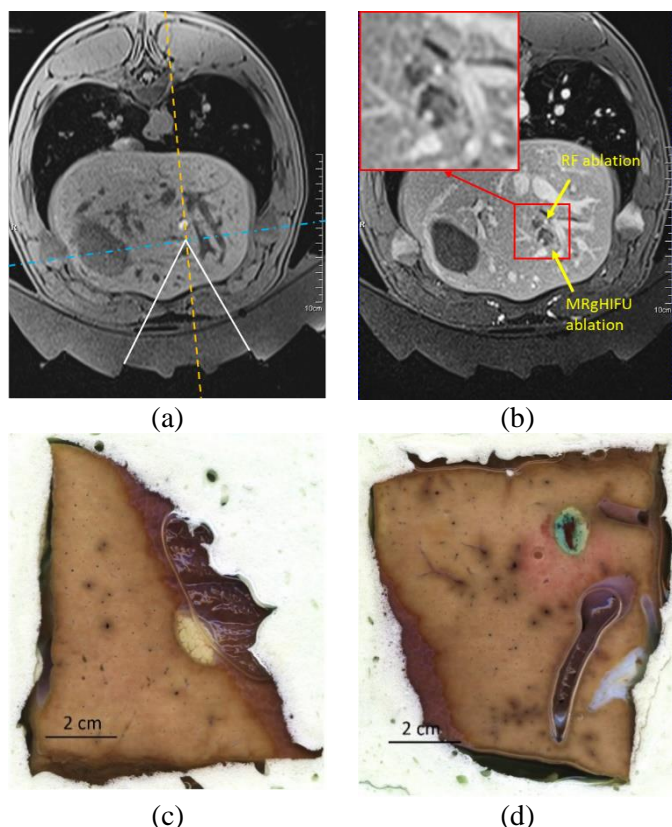 R
10cm
(a)
RF ablation
MRgHIFU
ablation
R
10cm
(b)
2 cm
(c)
2 cm
(d)